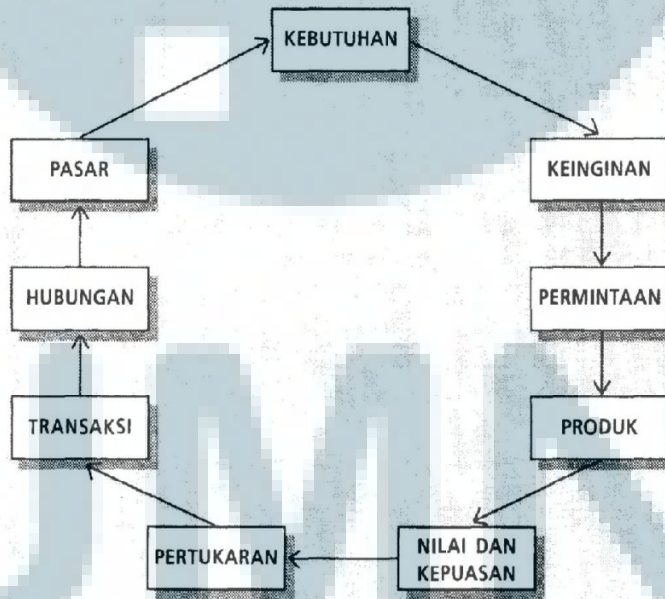 KEBUTUHAN
PASAR
KEINGINAN
HUBUNGAN
PERMINTAAN
TRANSAKSI
PRODUK
PERTUKARAN
NILAI DAN
KEPUASAN